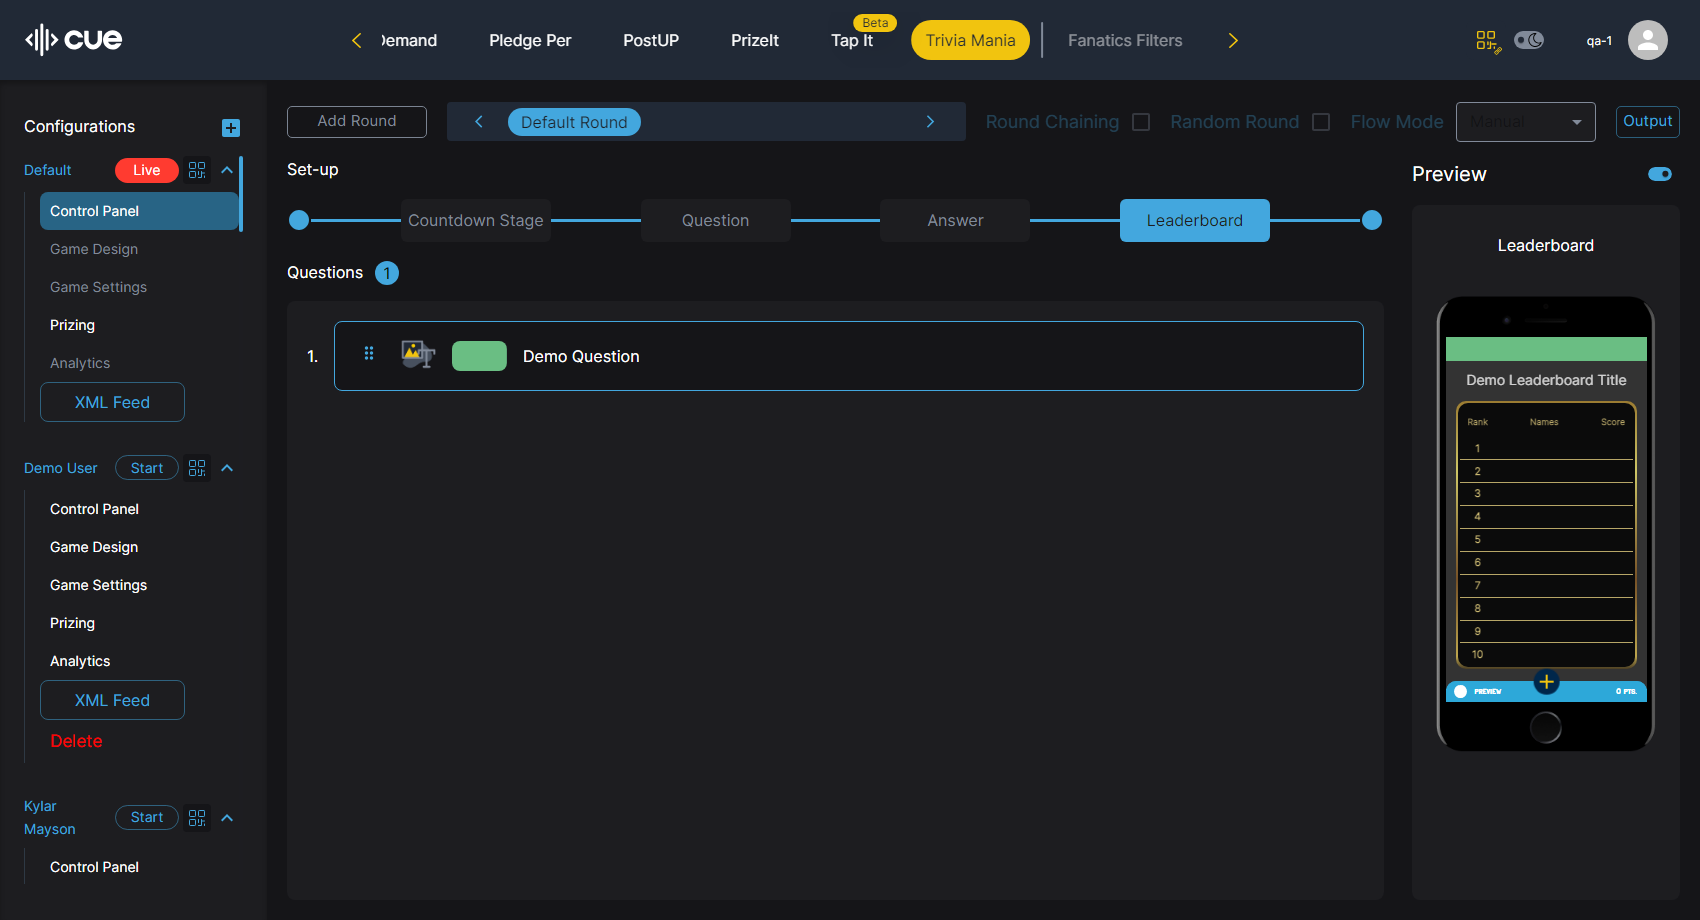 cue
Demand
Pledge Per
PostUP
PrizeIt
Beta
Tap It
Trivia Mania
Fanatics Filters
qa-1
Configurations
Default
Live
Control Panel
Game Design
Game Settings
Prizing
Analytics
XML Feed
Demo User
Start
Control Panel
Game Design
Game Settings
Prizing
Analytics
XML Feed
Delete
Kylar
Mayson
Start
Control Panel
Add Round
Default Round
Round Chaining
Random Round
Flow Mode
Manual
Output
Set-up
Countdown Stage
Question
Answer
Leaderboard
Questions 1
1.
Demo Question
Preview
Leaderboard
Demo Leaderboard Title
Rank Names Score
1
2
3
4
5
6
7
8
9
10
PREVIEW
0 PTS.